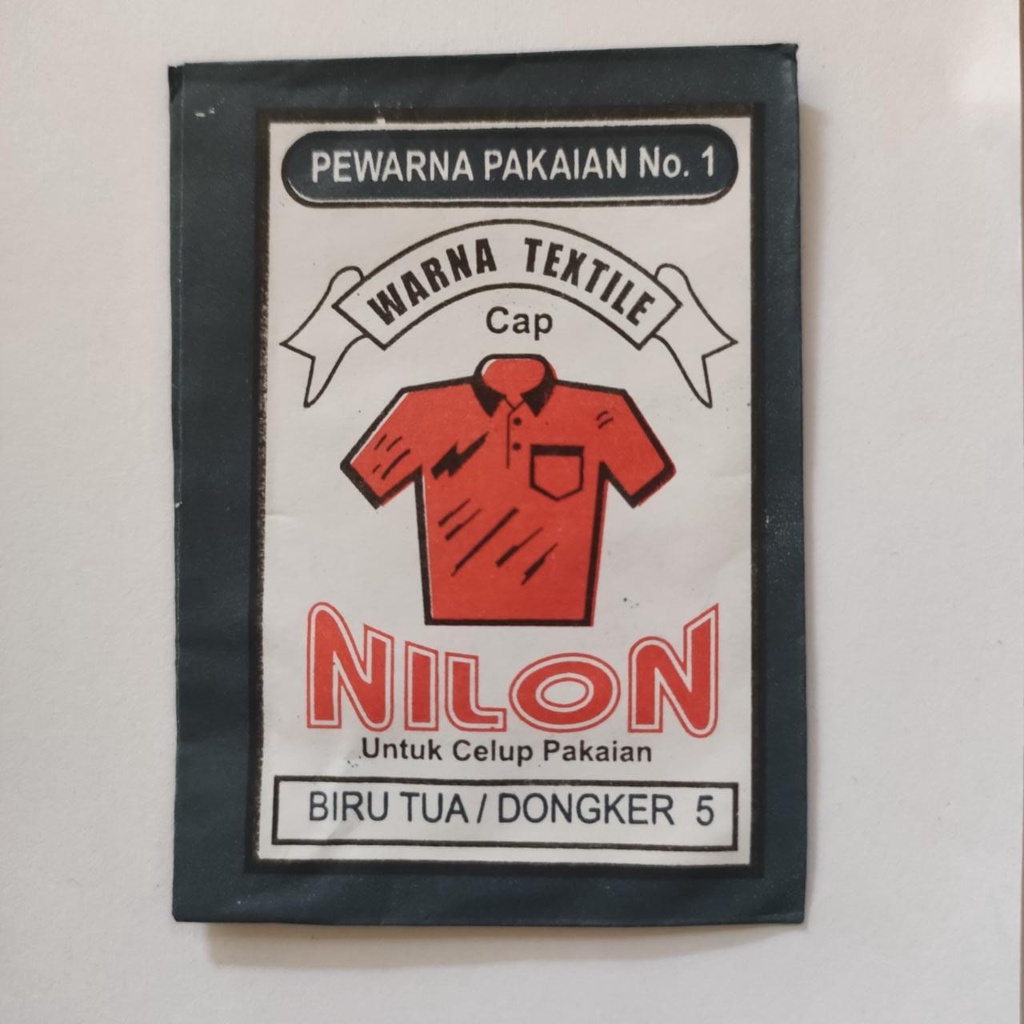 PEWARNA PAKAIAN No. 1
WARNA TEXTILE
Cap
NILON
Untuk Celup Pakaian
BIRU TUA / DONGKER 5